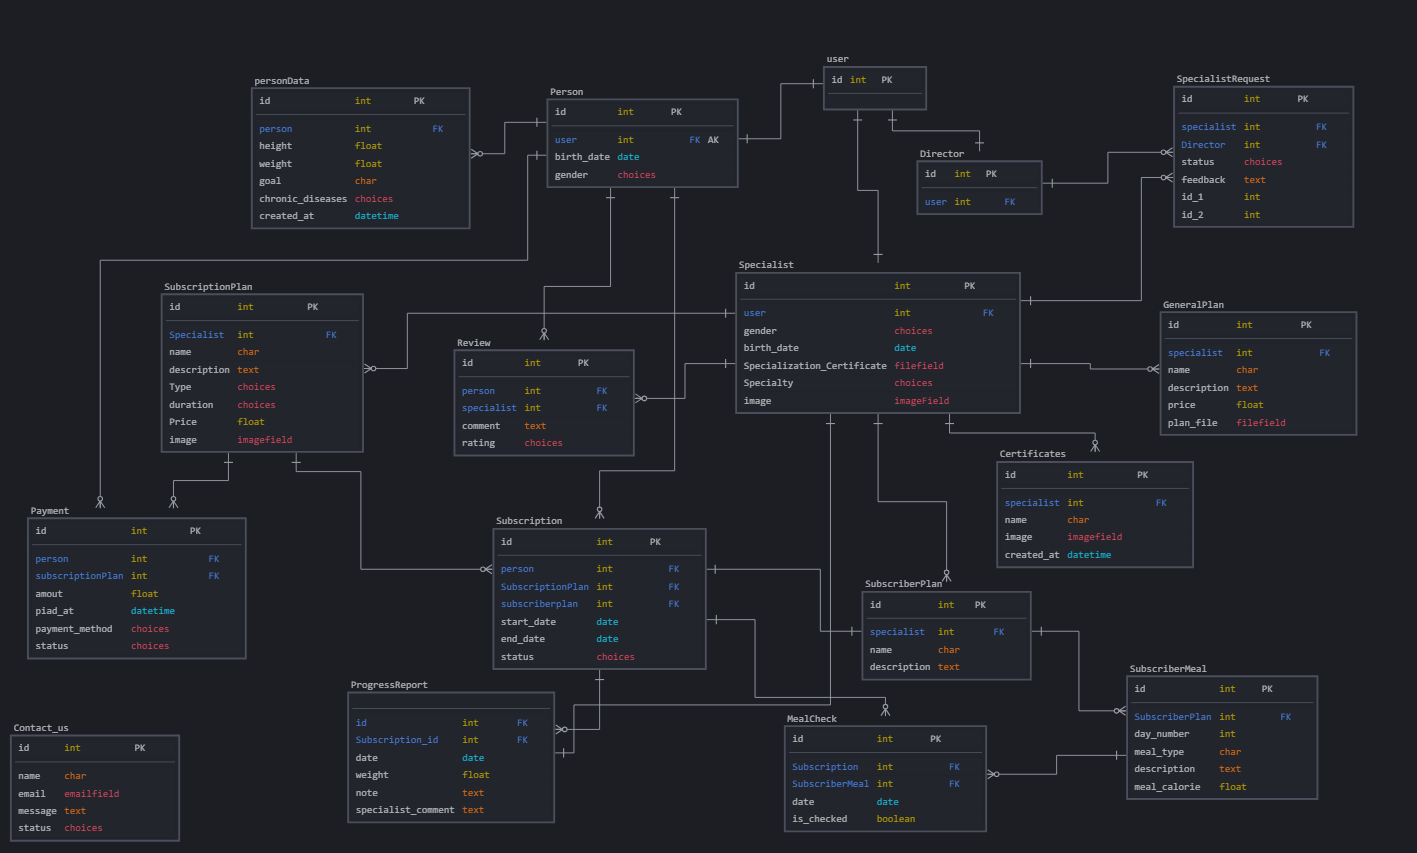 user
id int PK
personData
id int PK
person int FK
height float
weight float
goal char
chronic_diseases choices
created_at datetime
Person
id int PK
user int FK AK
birth_date date
gender choices
SpecialistRequest
id int PK
specialist int FK
Director int FK
status choices
feedback text
id_1 int
id_2 int
Director
id int PK
user int FK
Specialist
id int PK
user int FK
gender choices
birth_date date
Specialization_Certificate filefield
Specialty choices
image imageField
SubscriptionPlan
id int PK
Specialist int FK
name char
description text
Type choices
duration choices
Price float
image imagefield
GeneralPlan
id int PK
specialist int FK
name char
description text
price float
plan_file filefield
Review
id int PK
person int FK
specialist int FK
comment text
rating choices
Certificates
id int PK
specialist int FK
name char
image imagefield
created_at datetime
Payment
id int PK
person int FK
subscriptionPlan int FK
amout float
piad_at datetime
payment_method choices
status choices
Subscription
id int PK
person int FK
SubscriptionPlan int FK
subscriberplan int FK
start_date date
end_date date
status choices
SubscriberPlan
id int PK
specialist int FK
name char
description text
SubscriberMeal
id int PK
SubscriberPlan int FK
day_number int
meal_type char
description text
meal_calorie float
ProgressReport
id int FK
Subscription_id int FK
date date
weight float
note text
specialist_comment text
MealCheck
id int PK
Subscription int FK
SubscriberMeal int FK
date date
is_checked boolean
Contact_us
id int PK
name char
email emailfield
message text
status choices